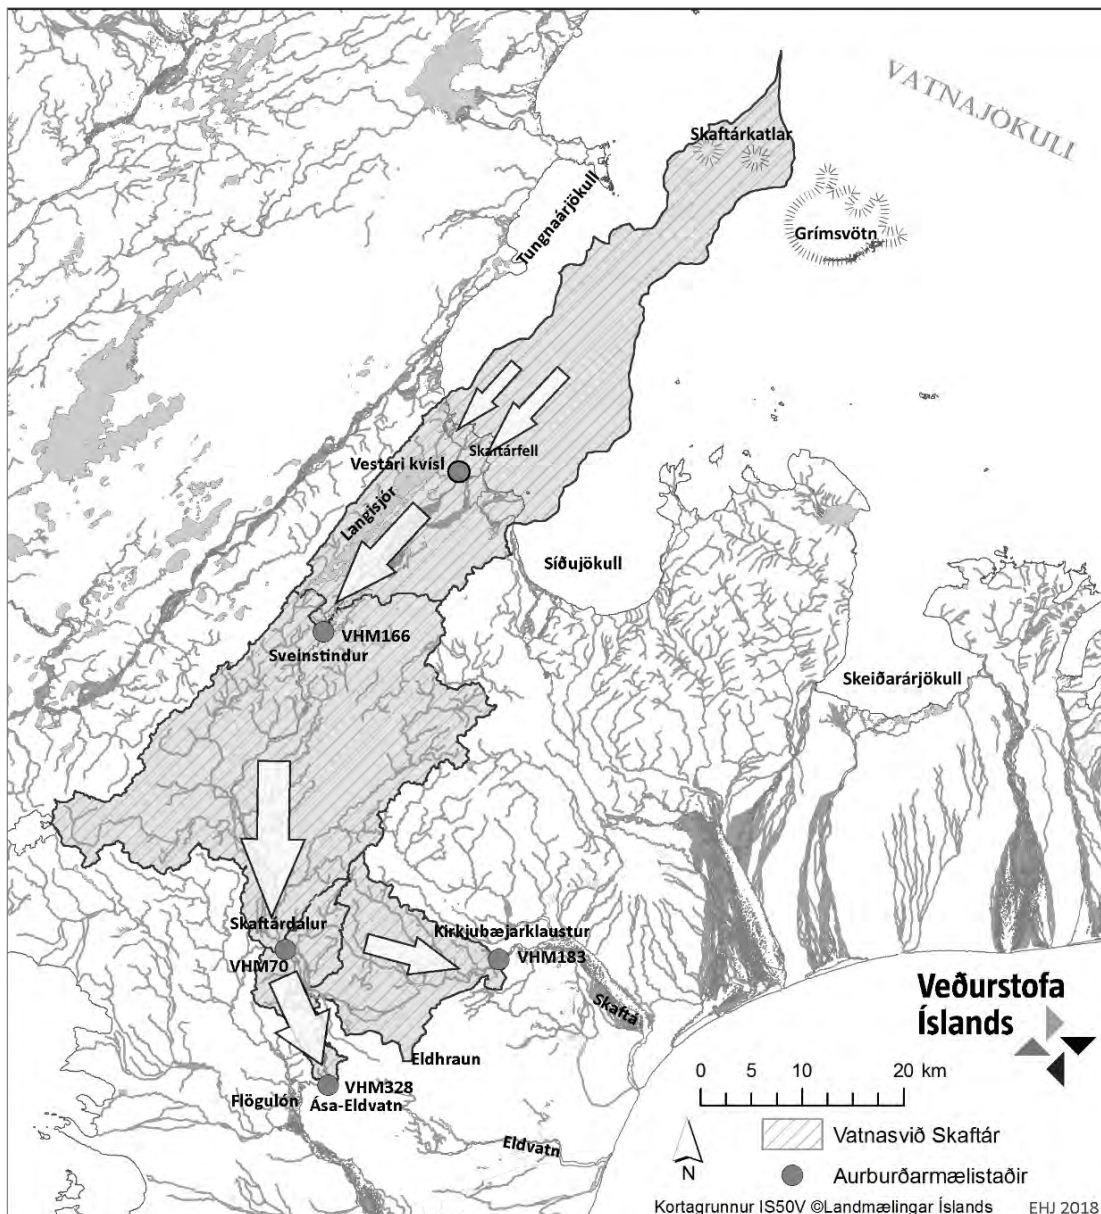 VATNAJÖKULL
Skaftárkatlar
Tungnaárjökull
Grímsvötn
Skaftárfell
Vestári kvísl
Langisjór
Síðujökull
VHM166
Sveinstindur
Skeiðarárjökull
Skaftárdalur
Kirkjubæjarklaustur
VHM70
VHM183
Skaftá
Veðurstofa
Íslands
Eldhraun
0 5 10 20 km
VHM328
Flögulón
Ása-Eldvatn
Vatnasvið Skaftár
Eldvatn
N
Aurburðarmælistaðir
Kortagrunnur IS50V ©Landmælingar Íslands
EHJ 2018